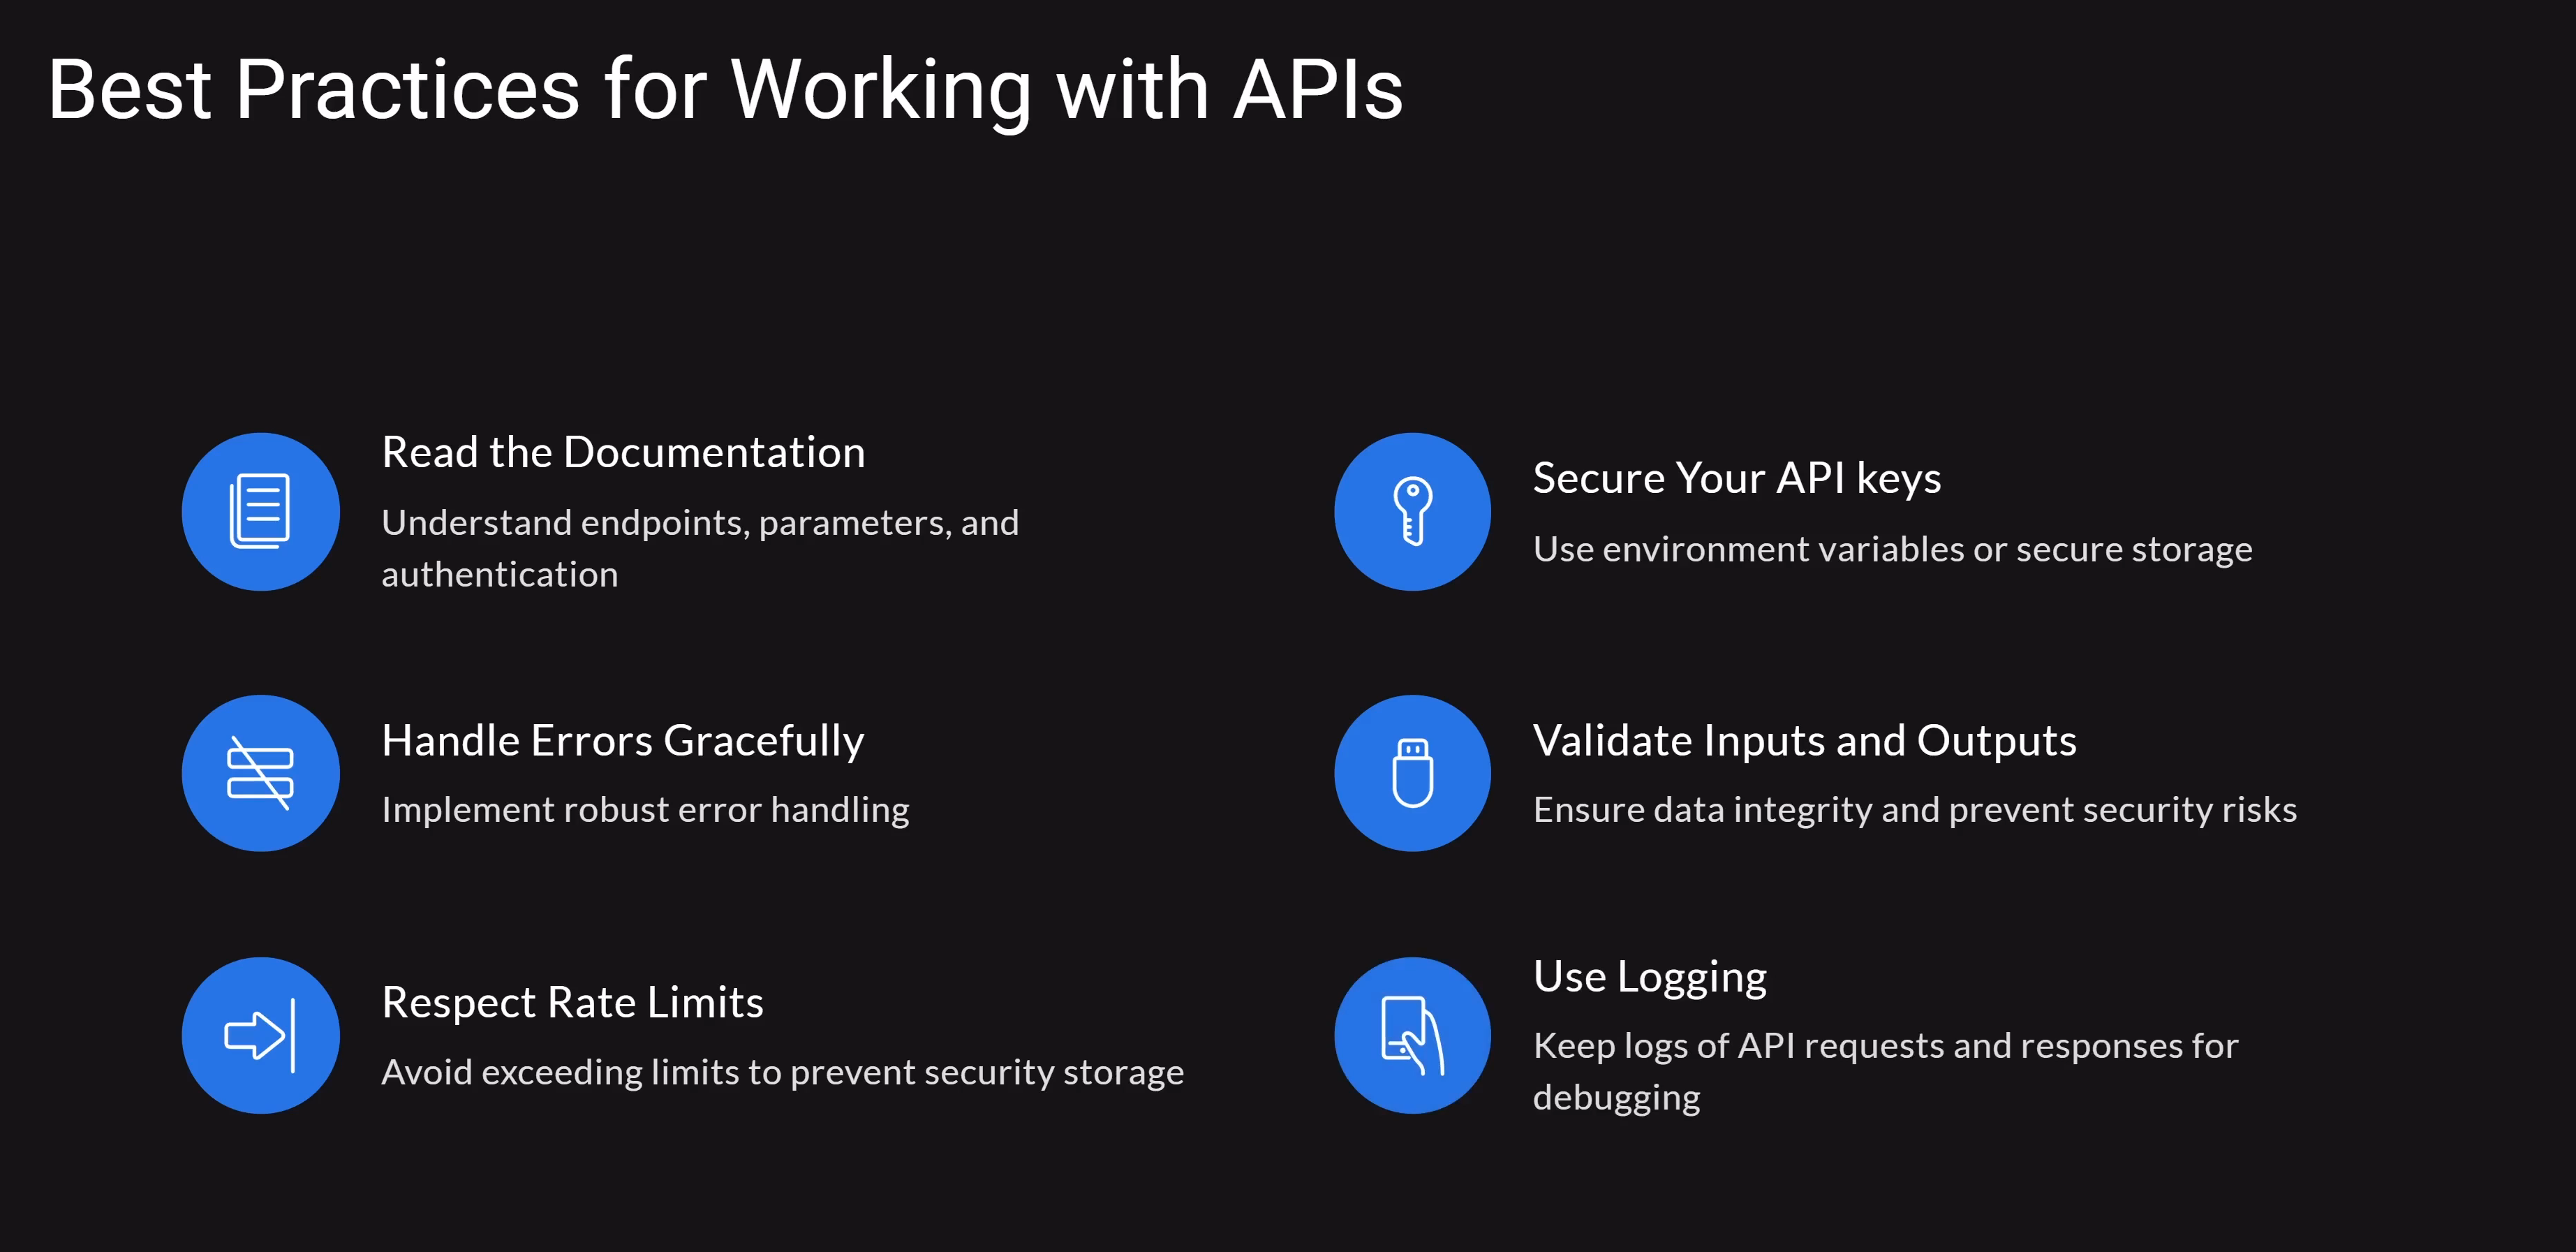 Best Practices for Working with APIs
Read the Documentation
Understand endpoints, parameters, and
authentication
Secure Your API keys
Use environment variables or secure storage
Handle Errors Gracefully
Implement robust error handling
Validate Inputs and Outputs
Ensure data integrity and prevent security risks
Respect Rate Limits
Avoid exceeding limits to prevent security storage
Use Logging
Keep logs of API requests and responses for
debugging